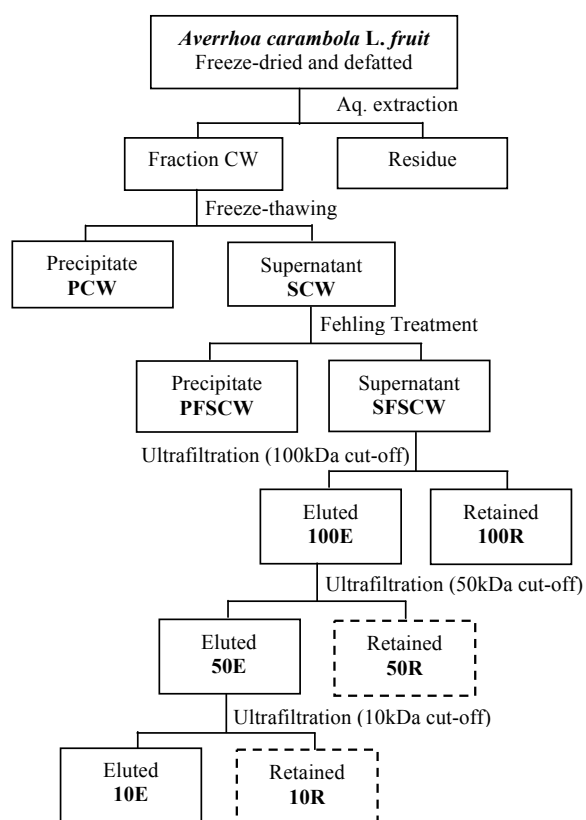 Averrhoa carambola L. fruit
Freeze-dried and defatted
Aq. extraction
Fraction CW
Residue
Freeze-thawing
Precipitate
PCW
Supernatant
SCW
Fehling Treatment
Precipitate
PFSCW
Supernatant
SFSCW
Ultrafiltration (100kDa cut-off)
Eluted
100E
Retained
100R
Ultrafiltration (50kDa cut-off)
Eluted
50E
Retained
50R
Ultrafiltration (10kDa cut-off)
Eluted
10E
Retained
10R